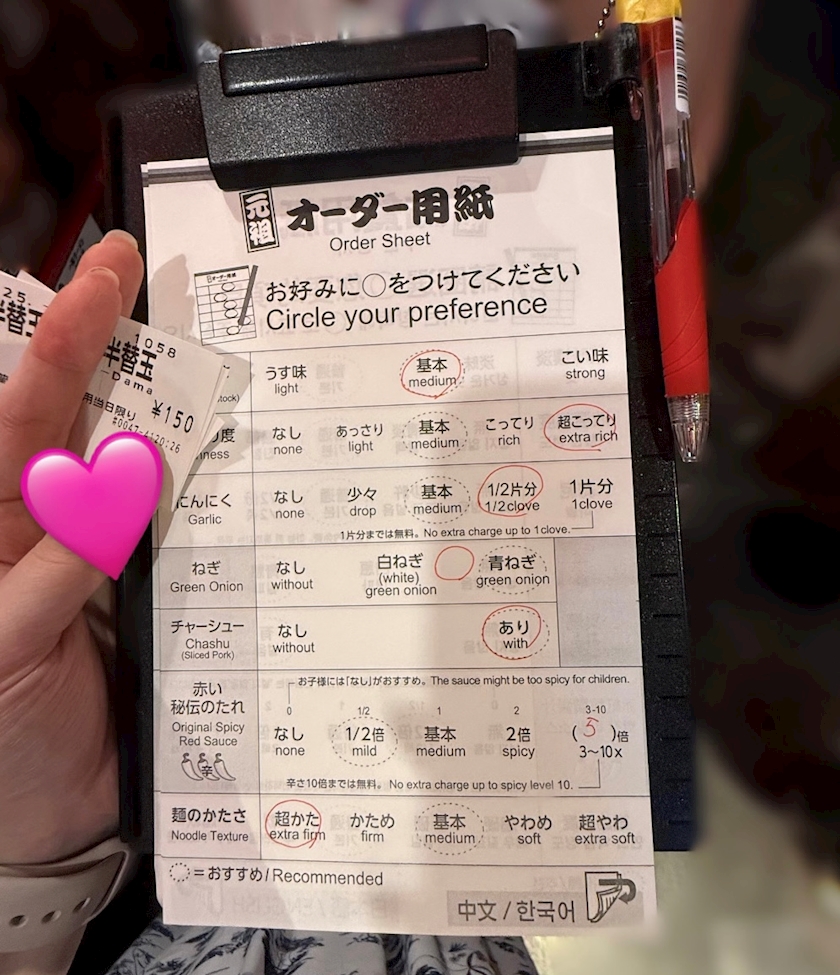 元祖 オーダー用紙
Order Sheet
お好みに○をつけてください
Circle your preference
うす味 基本 こい味
light medium strong
なし あっさり 基本 こってり 超こってり
none light medium rich extra rich
にんにく なし 少々 基本 1/2片分 1片分
Garlic none drop medium 1/2clove 1clove
1片分までは無料。No extra charge up to 1clove.
ねぎ なし 白ねぎ 青ねぎ
Green Onion without (white) green onion green onion
チャーシュー なし あり
Chashu without with
(Sliced Pork)
お子様には「なし」がおすすめ。The sauce might be too spicy for children.
赤い
秘伝のたれ
Original Spicy
Red Sauce
辛
0 1/2 1 2 3-10
なし 1/2倍 基本 2倍 (5)倍
none mild medium spicy 3~10x
辛さ10倍までは無料。No extra charge up to spicy level 10.
麺のかたさ 超かた かため 基本 やわめ 超やわ
Noodle Texture extra firm firm medium soft extra soft
=おすすめ/Recommended
中文/한국어
1058
半替玉
Dama
用当日限り ¥150